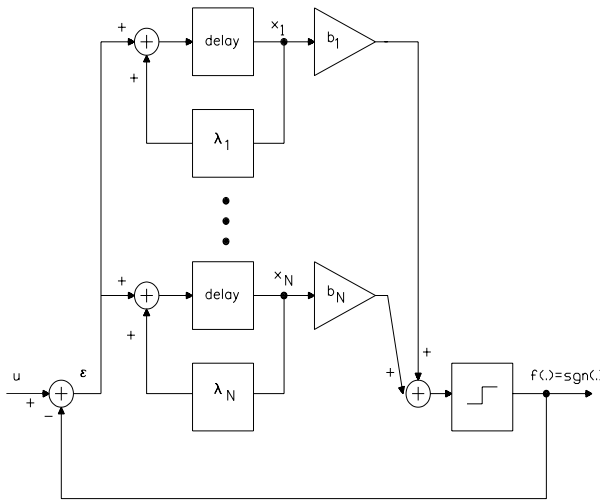 + + delay x1 b1
+
λ1
+ + delay xN bN
+
λN
u + ε + + + f(.)=sgn(.)
+ −